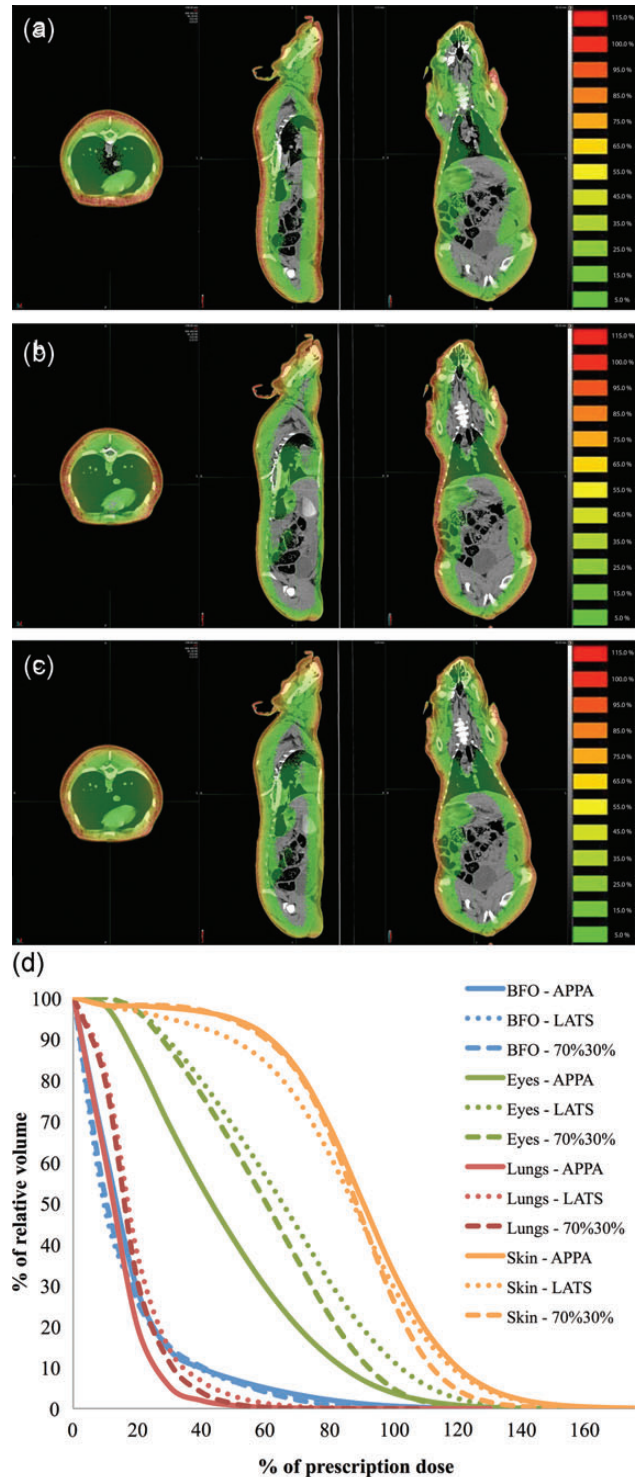 (a)
115.0 %
105.0 %
95.0 %
85.0 %
75.0 %
65.0 %
55.0 %
45.0 %
35.0 %
25.0 %
15.0 %
5.0 %
(b)
115.0 %
105.0 %
95.0 %
85.0 %
75.0 %
65.0 %
55.0 %
45.0 %
35.0 %
25.0 %
15.0 %
5.0 %
(c)
115.0 %
105.0 %
95.0 %
85.0 %
75.0 %
65.0 %
55.0 %
45.0 %
35.0 %
25.0 %
15.0 %
5.0 %
(d)
% of relative volume
100
90
80
70
60
50
40
30
20
10
0
BFO - APPA
BFO - LATS
BFO - 70%30%
Eyes - APPA
Eyes - LATS
Eyes - 70%30%
Lungs - APPA
Lungs - LATS
Lungs - 70%30%
Skin - APPA
Skin - LATS
Skin - 70%30%
0 20 40 60 80 100 120 140 160
% of prescription dose